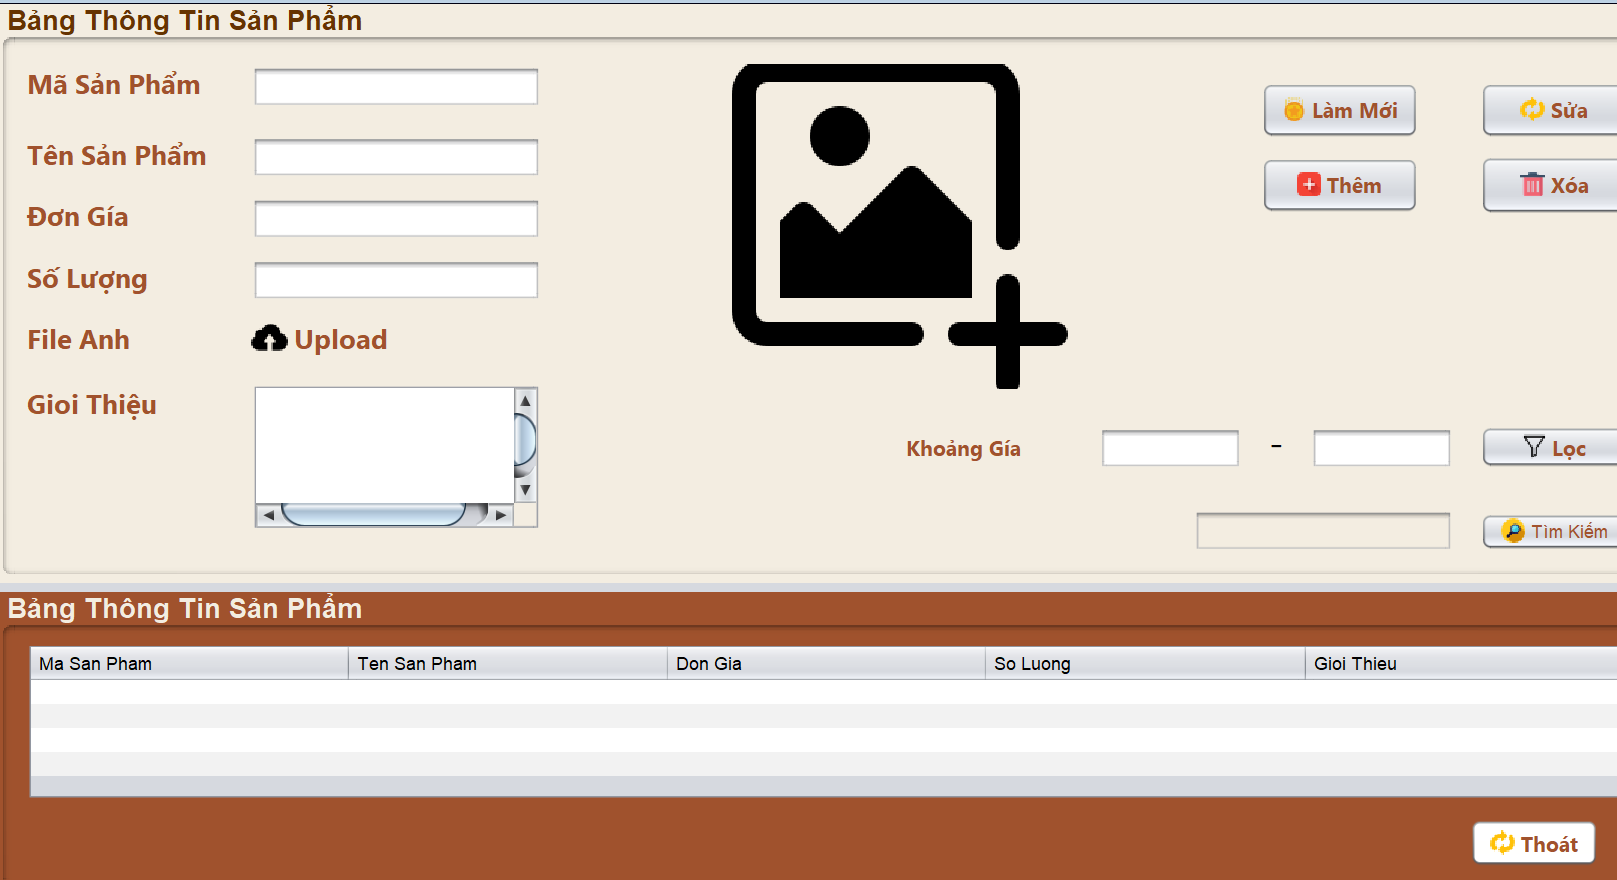 Bảng Thông Tin Sản Phẩm
Mã Sản Phẩm
Làm Mới
Sửa
Tên Sản Phẩm
Thêm
Xóa
Đơn Gía
Số Lượng
File Anh
Upload
Gioi Thiệu
Khoảng Gía
-
Lọc
Tìm Kiếm
Bảng Thông Tin Sản Phẩm
Ma San Pham
Ten San Pham
Don Gia
So Luong
Gioi Thieu
Thoát